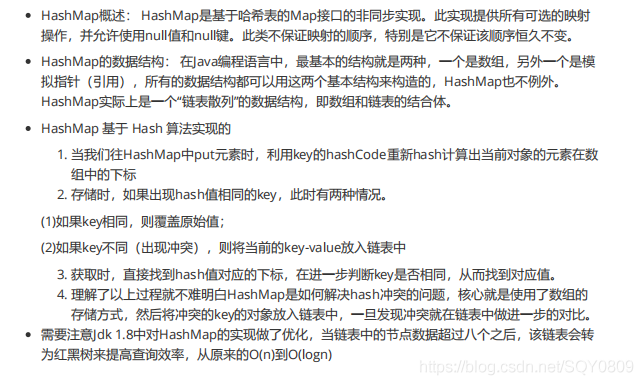 HashMap概述： HashMap是基于哈希表的Map接口的非同步实现。此实现提供所有可选的映射
操作，并允许使用null值和null键。此类不保证映射的顺序，特别是它不保证该顺序恒久不变。
HashMap的数据结构： 在Java编程语言中，最基本的结构就是两种，一个是数组，另外一个是模
拟指针（引用），所有的数据结构都可以用这两个基本结构来构造的，HashMap也不例外。
HashMap实际上是一个“链表散列”的数据结构，即数组和链表的结合体。
HashMap 基于 Hash 算法实现的
1. 当我们往HashMap中put元素时，利用key的hashCode重新hash计算出当前对象的元素在数
组中的下标
2. 存储时，如果出现hash值相同的key，此时有两种情况。
(1)如果key相同，则覆盖原始值；
(2)如果key不同（出现冲突），则将当前的key-value放入链表中
3. 获取时，直接找到hash值对应的下标，在进一步判断key是否相同，从而找到对应值。
4. 理解了以上过程就不难明白HashMap是如何解决hash冲突的问题，核心就是使用了数组的
存储方式，然后将冲突的key的对象放入链表中，一旦发现冲突就在链表中做进一步的对比。
需要注意Jdk 1.8中对HashMap的实现做了优化，当链表中的节点数据超过八个之后，该链表会转
为红黑树来提高查询效率，从原来的O(n)到O(logn)
https://blog.csdn.net/SQY0809